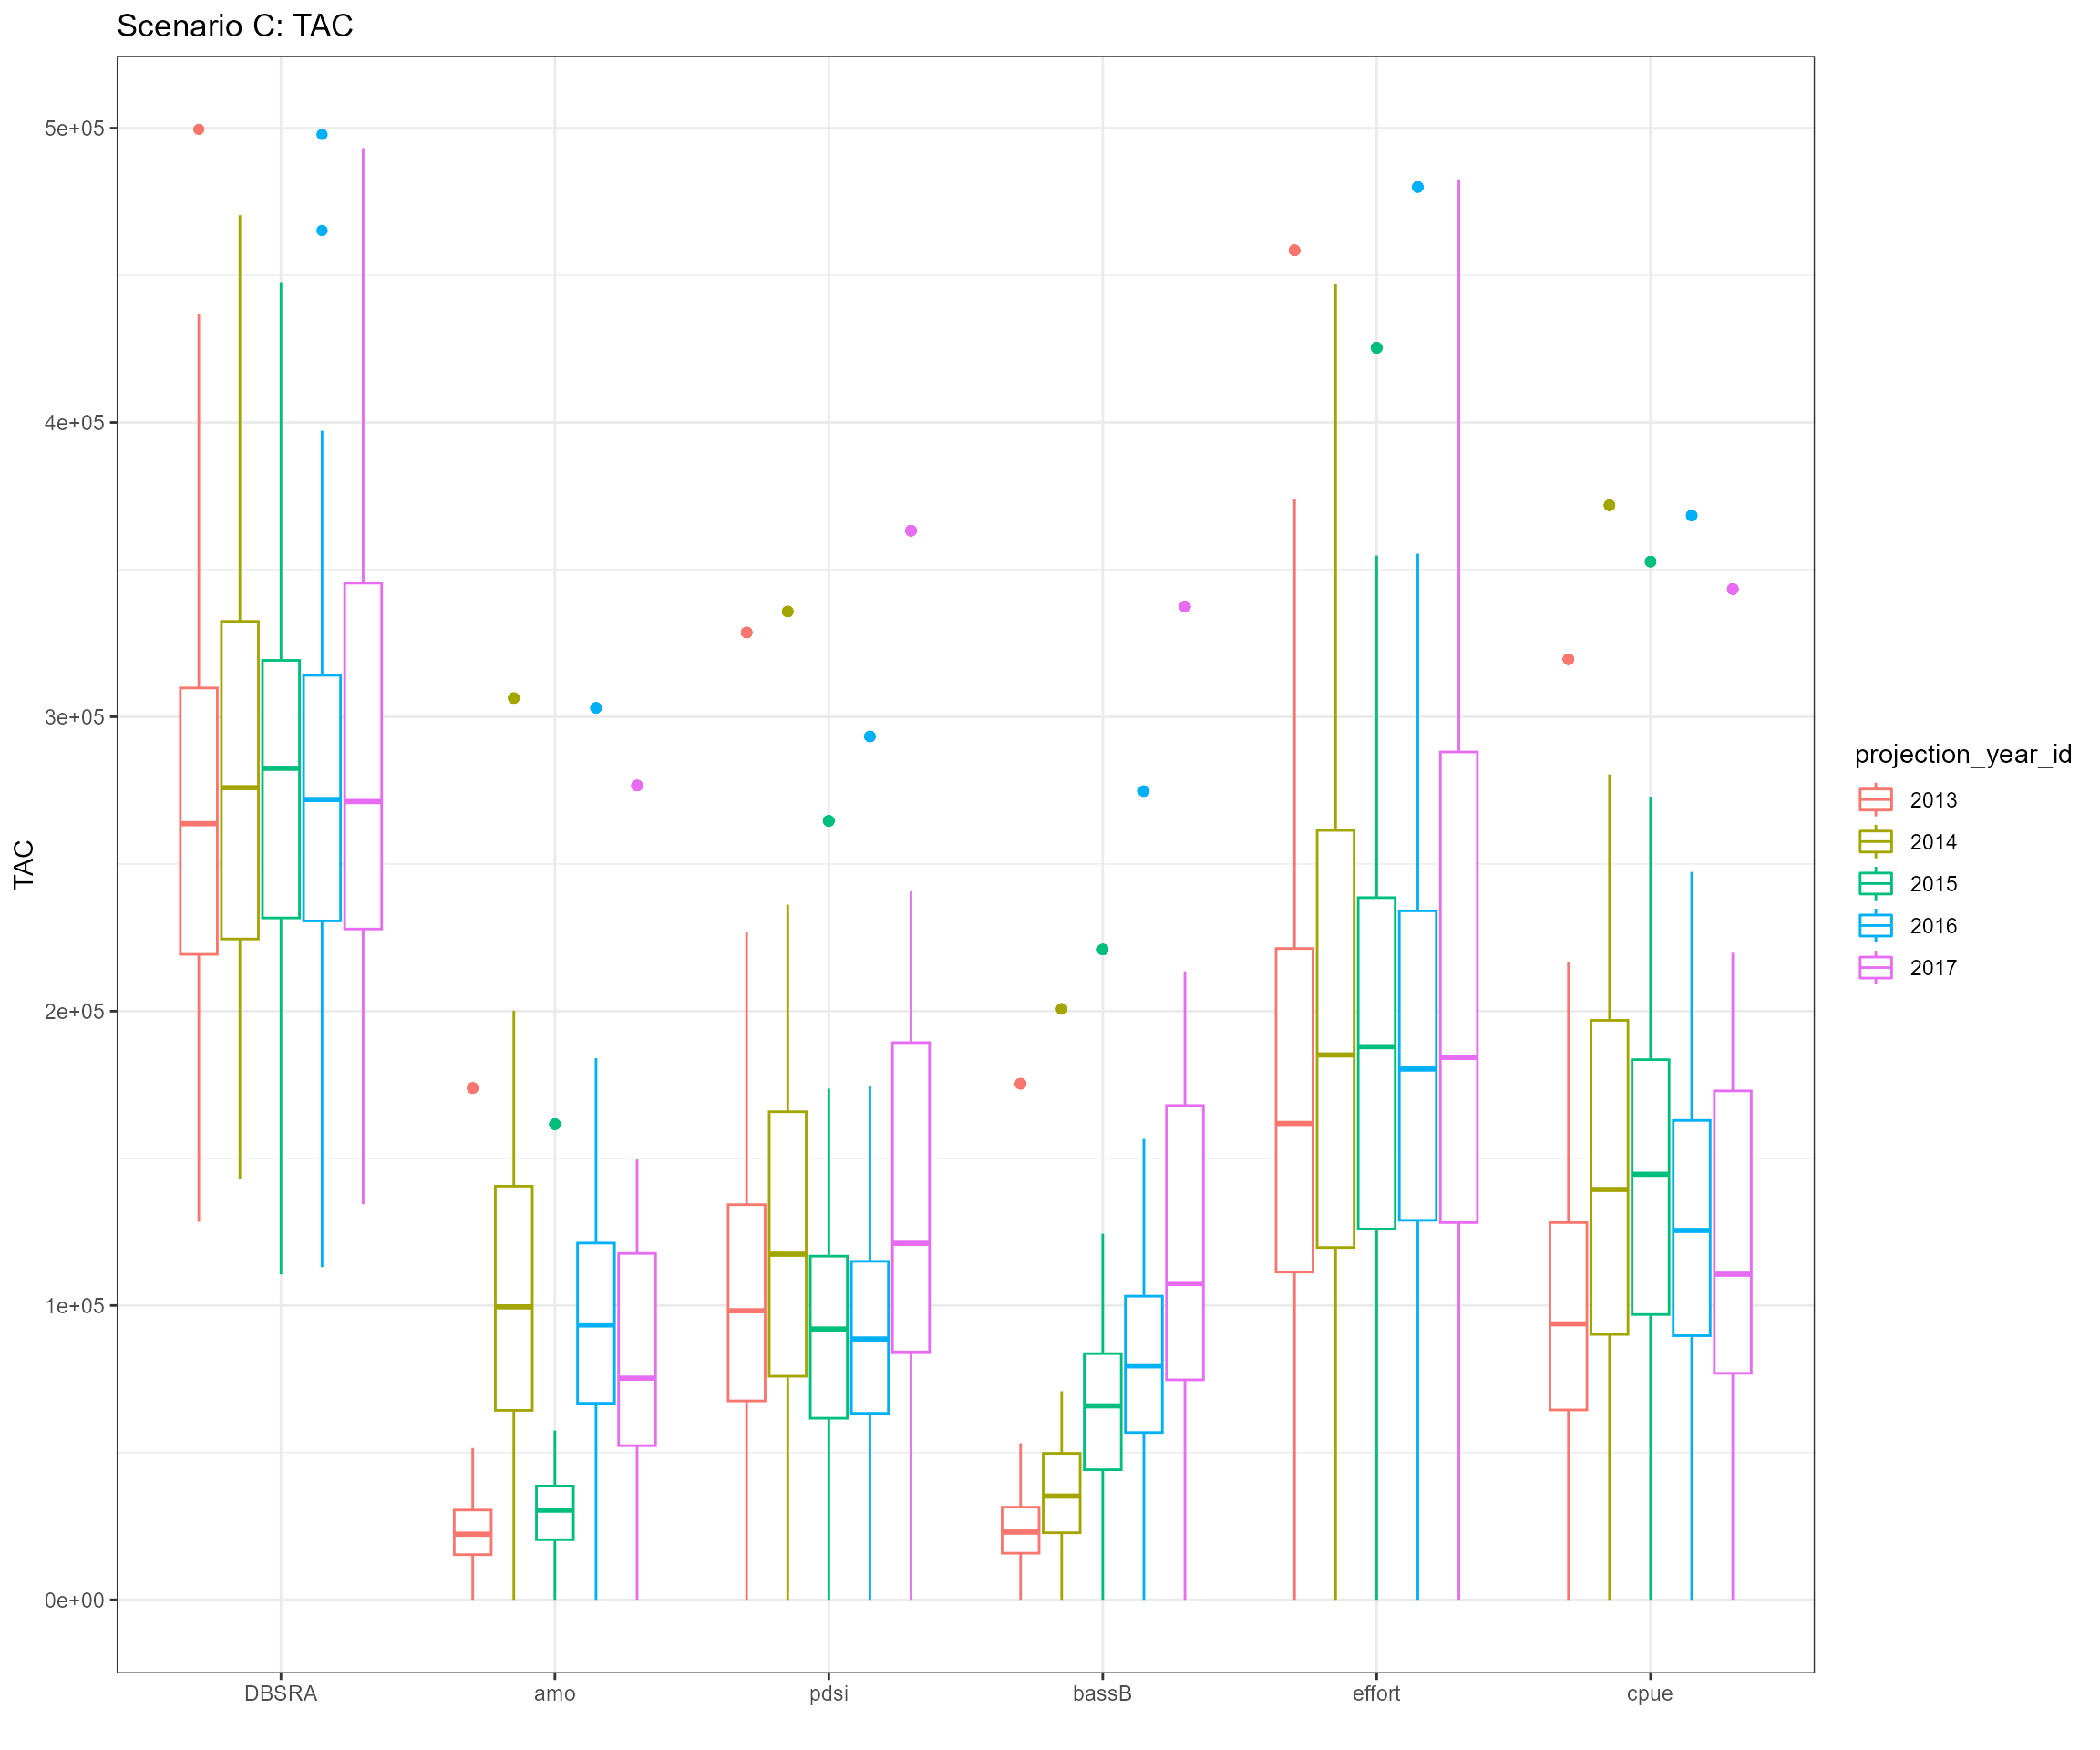 Scenario C: TAC
5e+05
4e+05
3e+05
2e+05
1e+05
0e+00
TAC
DBSRA amo pdsi bassB effort cpue
projection_year_id
2013
2014
2015
2016
2017